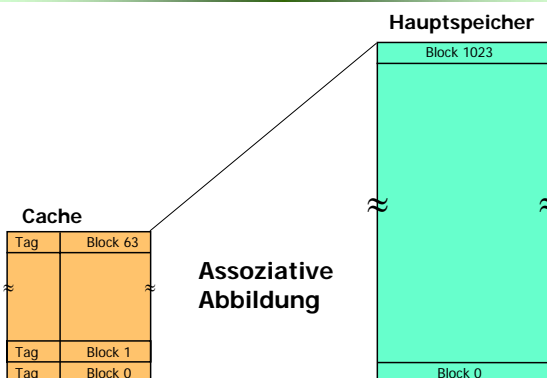 Hauptspeicher
Block 1023
Cache
Tag Block 63
Assoziative
Abbildung
Tag Block 1
Tag Block 0
Block 0